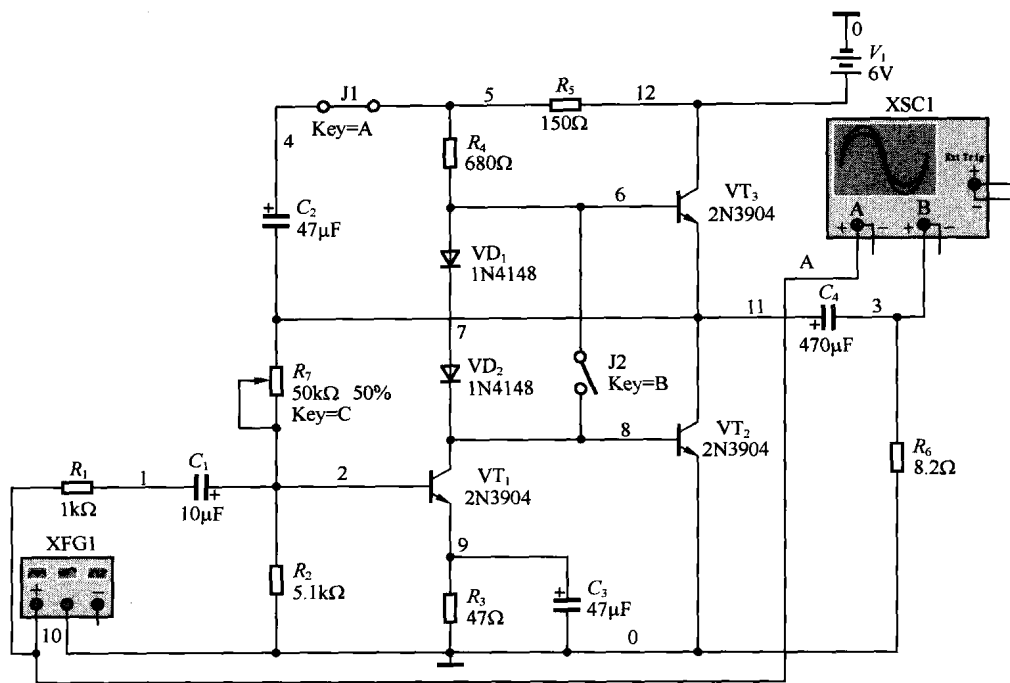 0
V₁
6V
XSC1
Ext Trig
+
−
A
B
+
−
+
−
J1
Key=A
4
5
R₅
150Ω
12
R₄
680Ω
+
C₂
47μF
6
VT₃
2N3904
VD₁
1N4148
A
7
11
C₄
+
470μF
3
R₇
50kΩ 50%
Key=C
VD₂
1N4148
J2
Key=B
8
VT₂
2N3904
R₆
8.2Ω
R₁
1kΩ
1
C₁
+
10μF
2
VT₁
2N3904
XFG1
+
−
10
R₂
5.1kΩ
9
R₃
47Ω
+
C₃
47μF
0